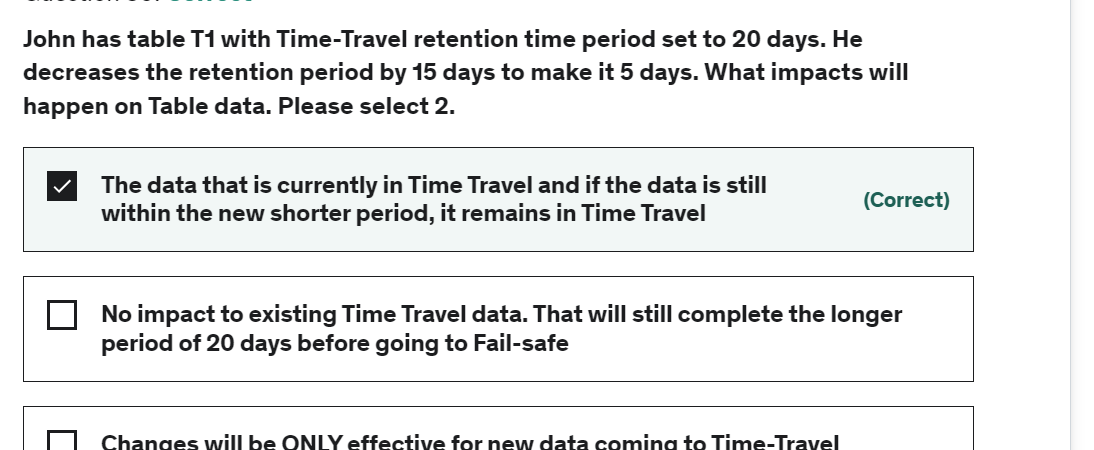 John has table T1 with Time-Travel retention time period set to 20 days. He
decreases the retention period by 15 days to make it 5 days. What impacts will
happen on Table data. Please select 2.
The data that is currently in Time Travel and if the data is still
within the new shorter period, it remains in Time Travel
(Correct)
No impact to existing Time Travel data. That will still complete the longer
period of 20 days before going to Fail-safe
Changes will be ONLY effective for new data coming to Time-Travel